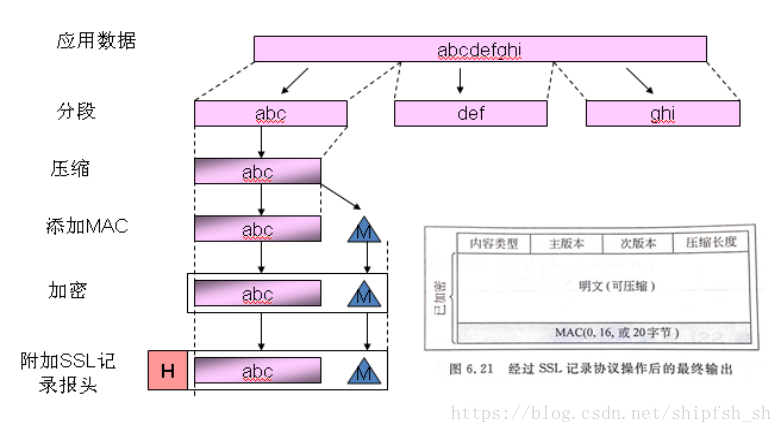 应用数据
abcdefghi
分段
abc
def
ghi
压缩
abc
添加MAC
abc
M
加密
abc
M
附加SSL记
录报头
H
abc
M
内容类型
主版本
次版本
压缩长度
已加密
明文(可压缩)
MAC(0, 16, 或 20字节)
图 6.21 经过 SSL 记录协议操作后的最终输出
https://blog.csdn.net/shipfsh_sh